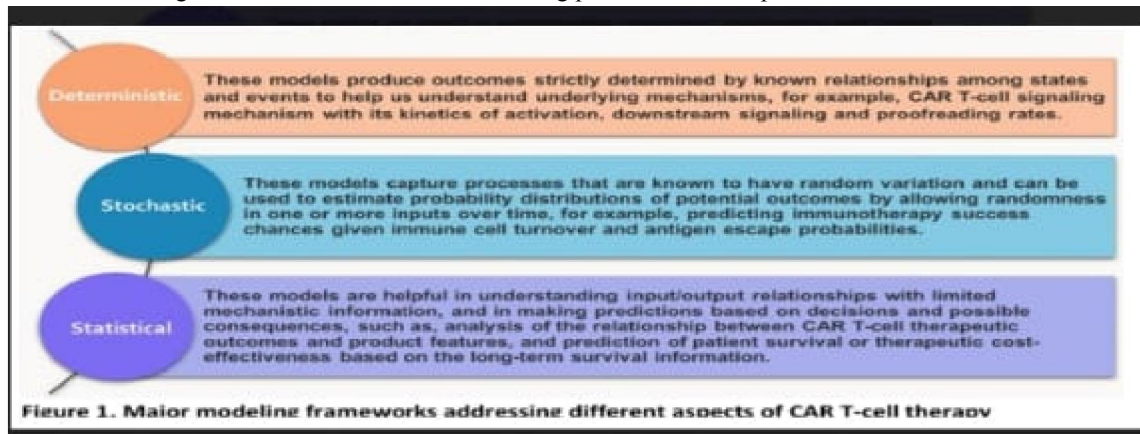 Deterministic
These models produce outcomes strictly determined by known relationships among states
and events to help us understand underlying mechanisms, for example, CAR T-cell signaling
mechanism with its kinetics of activation, downstream signaling and proofreading rates.
Stochastic
These models capture processes that are known to have random variation and can be
used to estimate probability distributions of potential outcomes by allowing randomness
in one or more inputs over time, for example, predicting immunotherapy success
chances given immune cell turnover and antigen escape probabilities.
Statistical
These models are helpful in understanding input/output relationships with limited
mechanistic information, and in making predictions based on decisions and possible
consequences, such as, analysis of the relationship between CAR T-cell therapeutic
outcomes and product features, and prediction of patient survival or therapeutic cost-
effectiveness based on the long-term survival information.
Figure 1. Major modeling frameworks addressing different aspects of CAR T-cell therapy